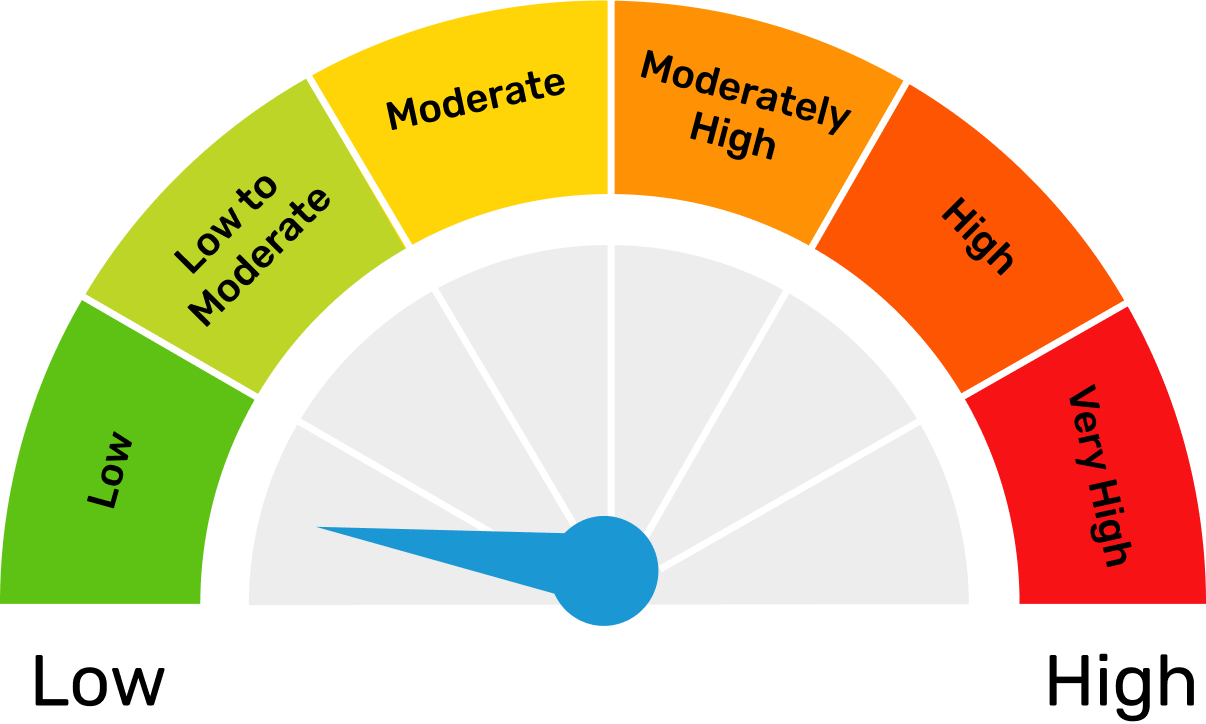 Low
Low to
Moderate
Moderate
Moderately
High
High
Very High
Low
High